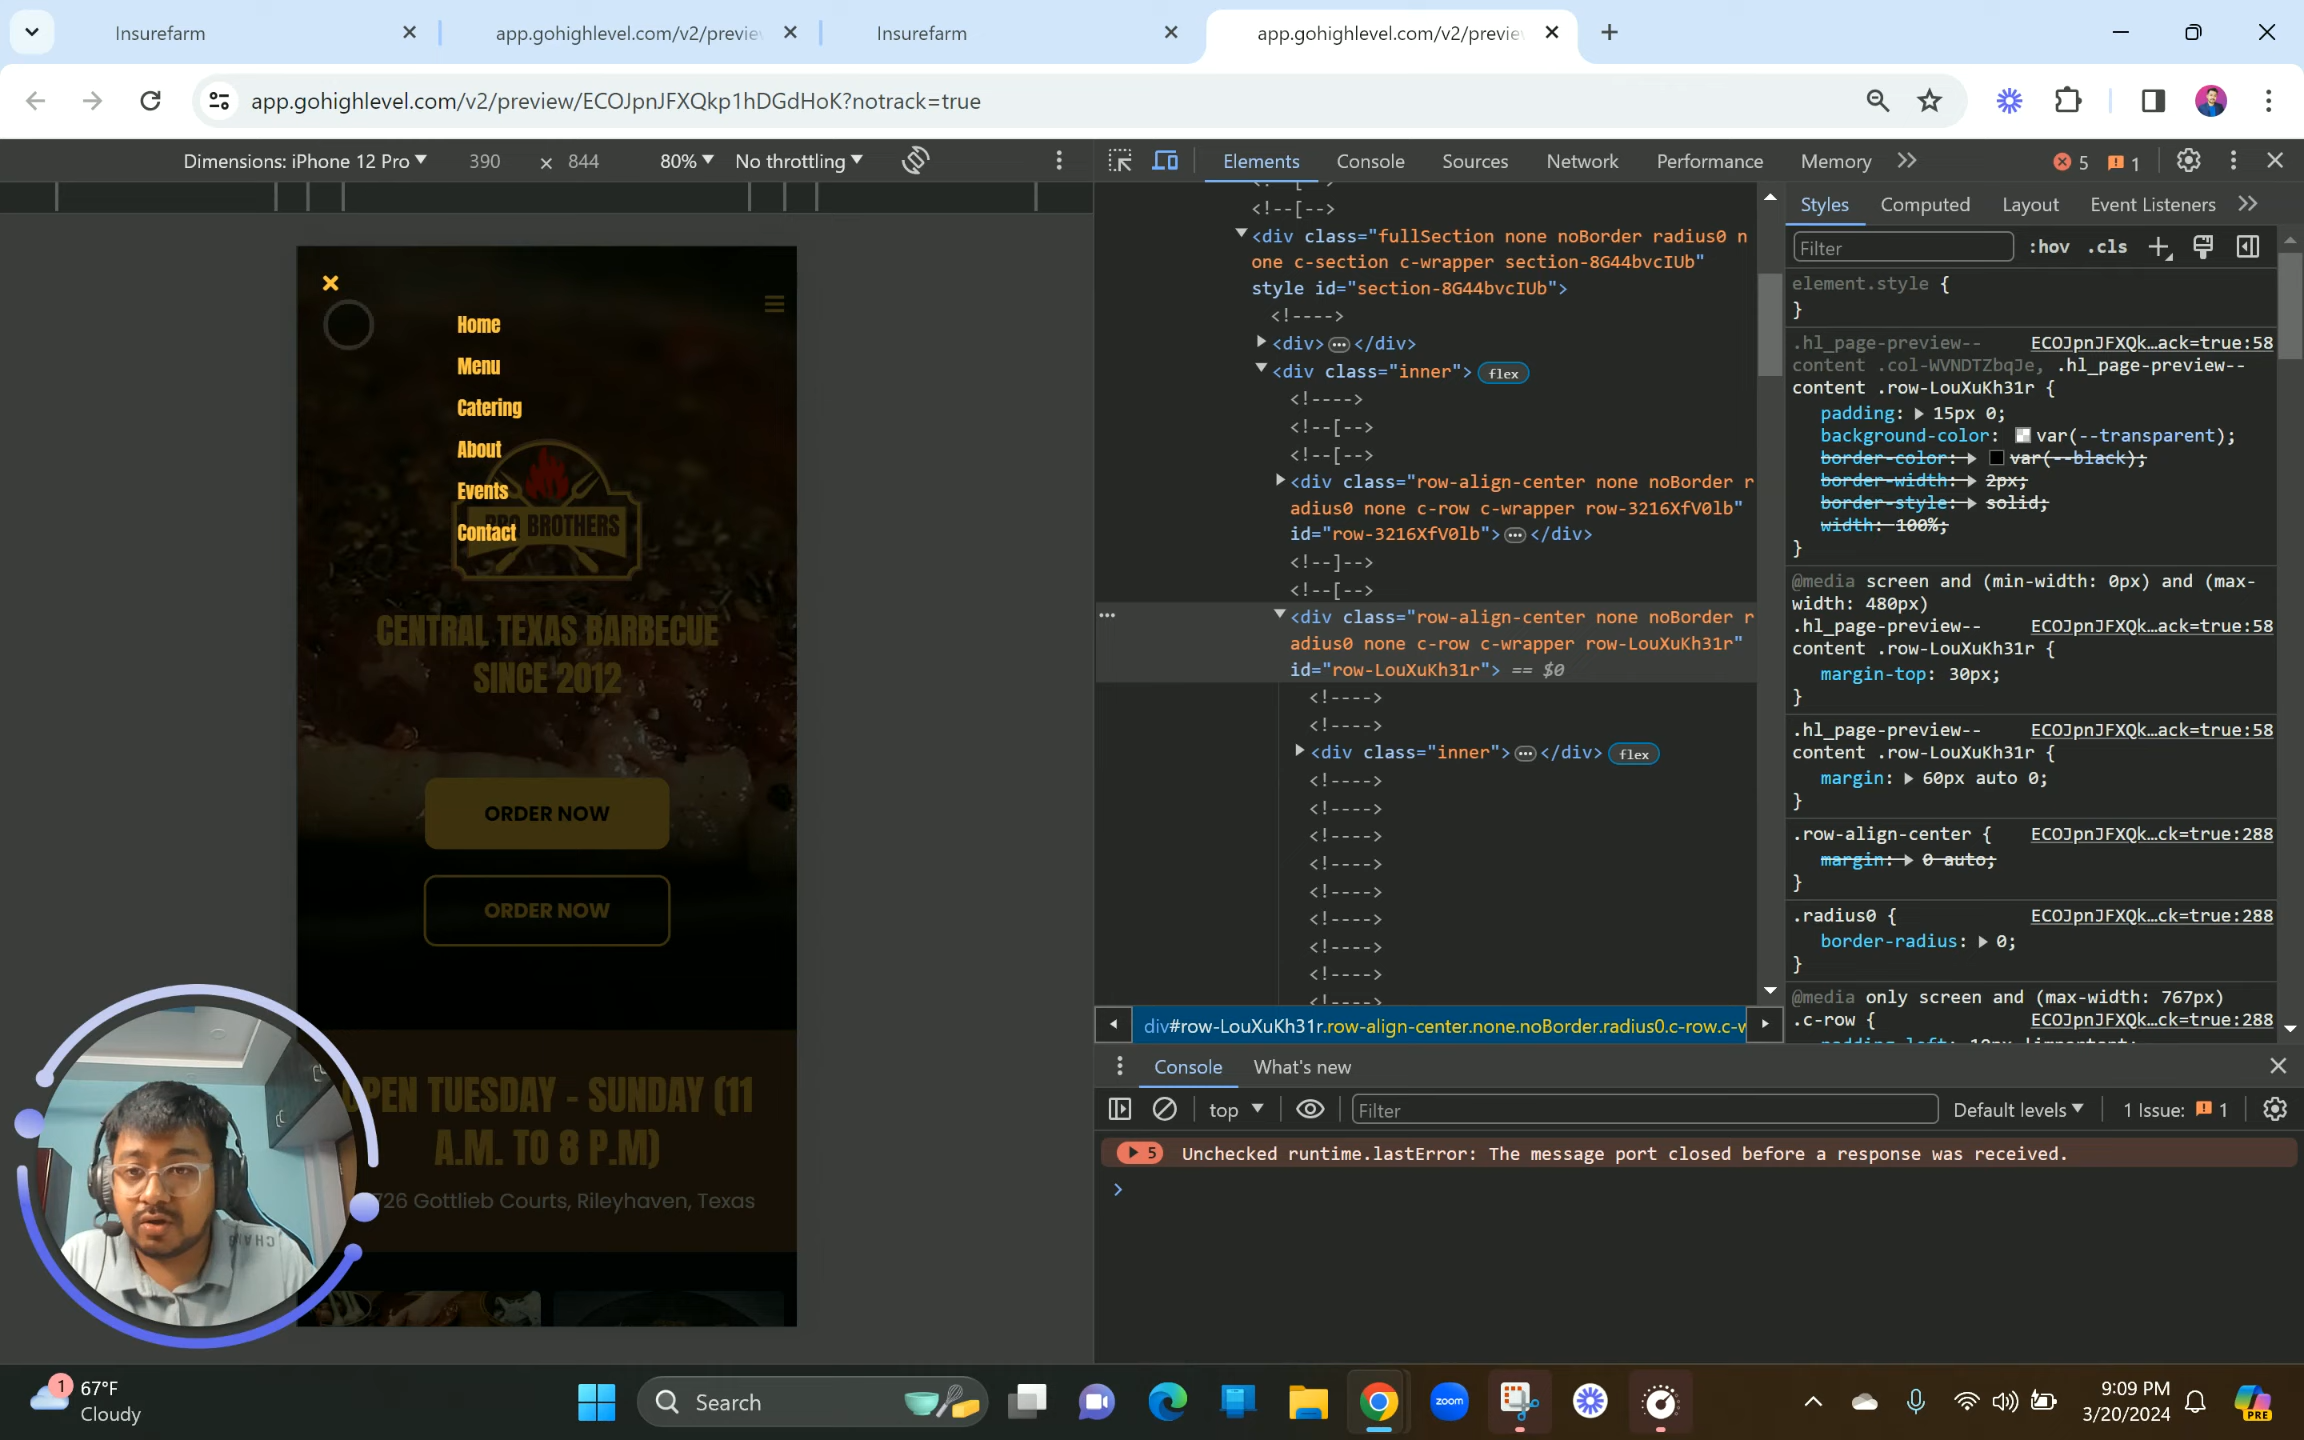 Insurefarm
app.gohighlevel.com/v2/previe
Insurefarm
app.gohighlevel.com/v2/previe
app.gohighlevel.com/v2/preview/ECOJpnJFXQkp1hDGdHoK?notrack=true
Dimensions: iPhone 12 Pro 390 × 844 80% No throttling
Elements Console Sources Network Performance Memory 5 1
Home
Menu
Catering
About
Events
Contact
BBQ BROTHERS
CENTRAL TEXAS BARBECUE
SINCE 2012
ORDER NOW
ORDER NOW
OPEN TUESDAY - SUNDAY (11
A.M. TO 8 P.M)
726 Gottlieb Courts, Rileyhaven, Texas
<!--[-->
<div class="fullSection none noBorder radius0 n
one c-section c-wrapper section-8G44bvcIUb"
style id="section-8G44bvcIUb">
<!---->
<div>…</div>
<div class="inner"> flex
<!---->
<!--[-->
<!--[-->
<div class="row-align-center none noBorder r
adius0 none c-row c-wrapper row-3216XfV0lb"
id="row-3216XfV0lb">…</div>
<!--]-->
<!--[-->
<div class="row-align-center none noBorder r
adius0 none c-row c-wrapper row-LouXuKh31r"
id="row-LouXuKh31r"> == $0
<!---->
<!---->
<div class="inner">…</div> flex
<!---->
<!---->
<!---->
<!---->
<!---->
<!---->
<!---->
<!---->
<!---->
div#row-LouXuKh31r.row-align-center.none.noBorder.radius0.c-row.c-w
Styles Computed Layout Event Listeners
Filter :hov .cls
element.style {
}
.hl_page-preview-- ECOJpnJFXQk…ack=true:58
content .col-WVNDTZbqJe, .hl_page-preview--
content .row-LouXuKh31r {
padding: 15px 0;
background-color: var(--transparent);
border-color: var(--black);
border-width: 2px;
border-style: solid;
width: 100%;
}
@media screen and (min-width: 0px) and (max-
width: 480px)
.hl_page-preview-- ECOJpnJFXQk…ack=true:58
content .row-LouXuKh31r {
margin-top: 30px;
}
.hl_page-preview-- ECOJpnJFXQk…ack=true:58
content .row-LouXuKh31r {
margin: 60px auto 0;
}
.row-align-center { ECOJpnJFXQk…ck=true:288
margin: 0 auto;
}
.radius0 { ECOJpnJFXQk…ck=true:288
border-radius: 0;
}
@media only screen and (max-width: 767px)
.c-row { ECOJpnJFXQk…ck=true:288
Console What's new
top Filter Default levels 1 Issue: 1
5 Unchecked runtime.lastError: The message port closed before a response was received.
1 67°F
Cloudy
Search
zoom
9:09 PM
3/20/2024
PRE